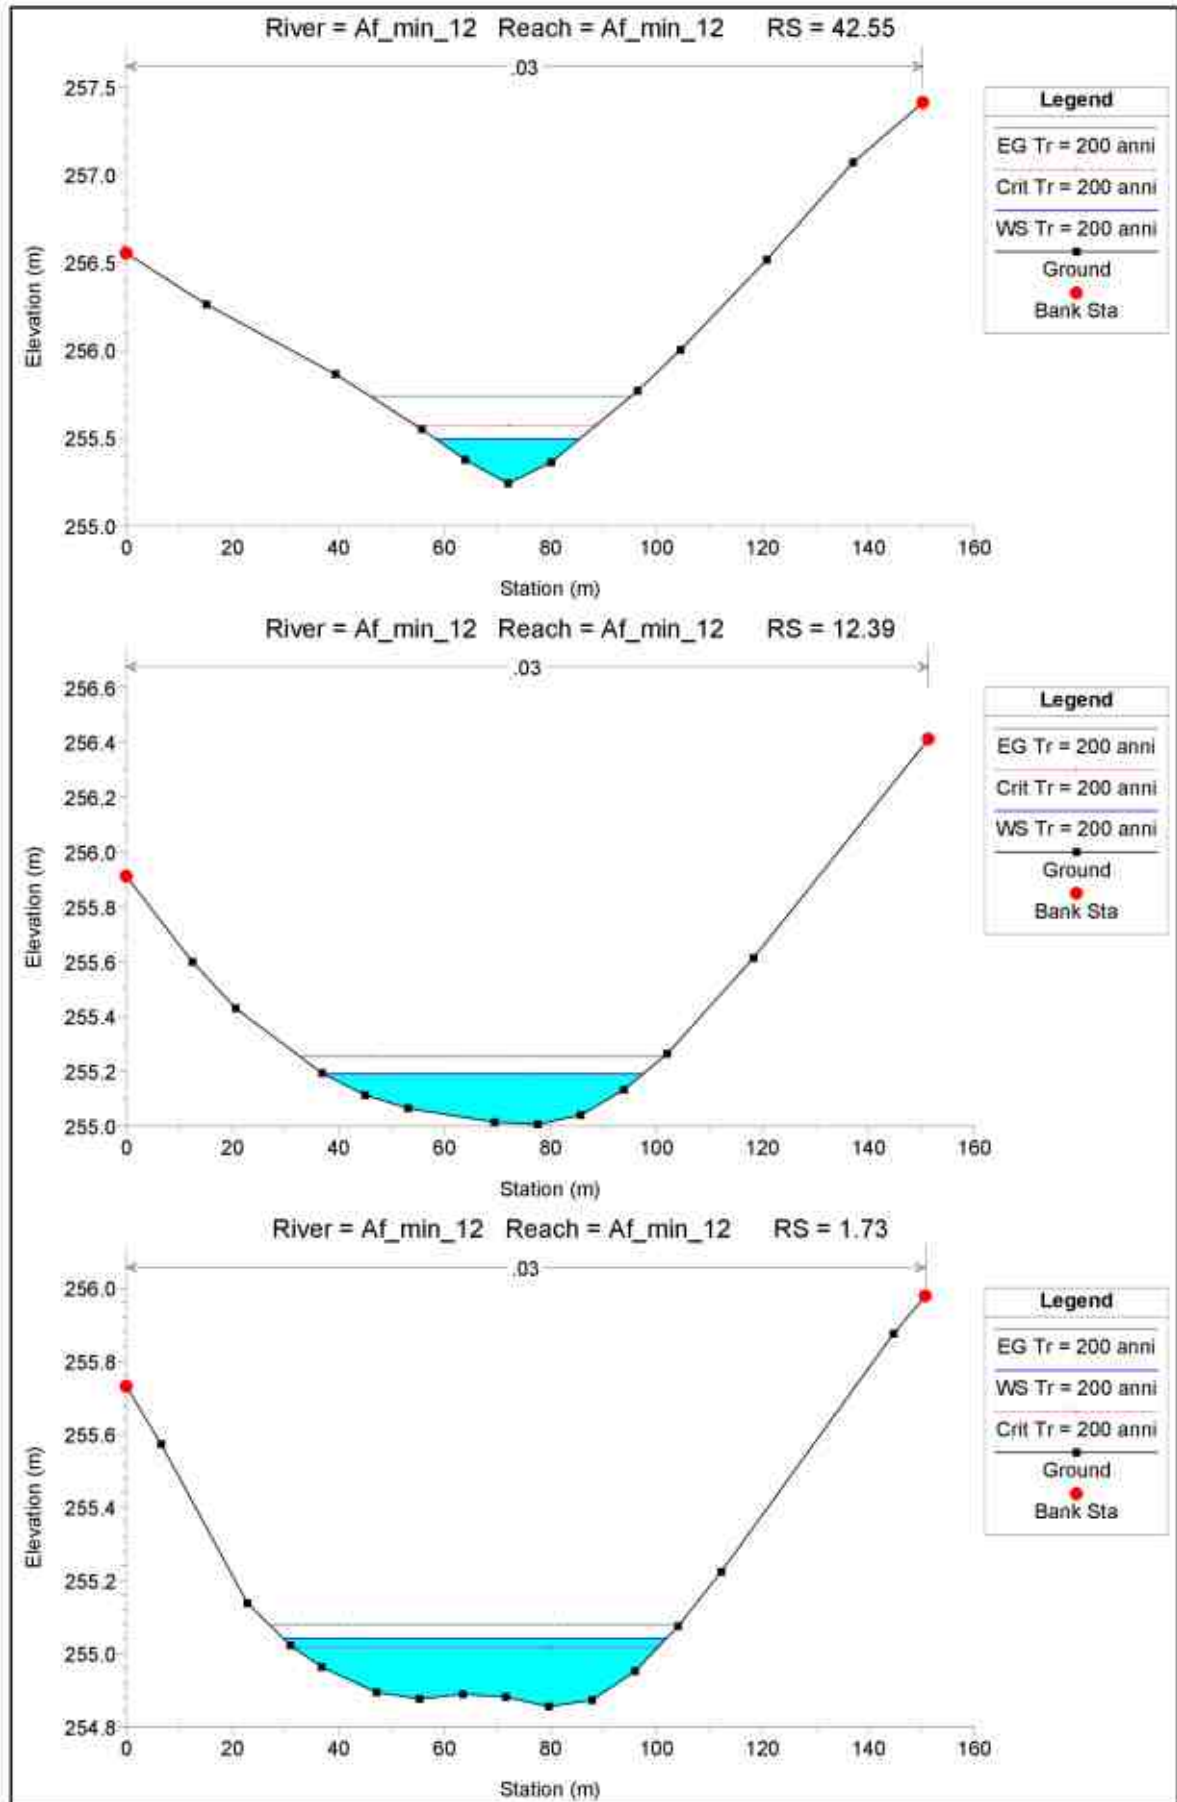 River = Af_min_12 Reach = Af_min_12 RS = 42.55
.03
257.5
257.0
256.5
256.0
255.5
255.0
Elevation (m)
0 20 40 60 80 100 120 140 160
Station (m)
Legend
EG Tr = 200 anni
Crit Tr = 200 anni
WS Tr = 200 anni
Ground
Bank Sta
River = Af_min_12 Reach = Af_min_12 RS = 12.39
.03
256.6
256.4
256.2
256.0
255.8
255.6
255.4
255.2
255.0
Elevation (m)
0 20 40 60 80 100 120 140 160
Station (m)
Legend
EG Tr = 200 anni
Crit Tr = 200 anni
WS Tr = 200 anni
Ground
Bank Sta
River = Af_min_12 Reach = Af_min_12 RS = 1.73
.03
256.0
255.8
255.6
255.4
255.2
255.0
254.8
Elevation (m)
0 20 40 60 80 100 120 140 160
Station (m)
Legend
EG Tr = 200 anni
WS Tr = 200 anni
Crit Tr = 200 anni
Ground
Bank Sta